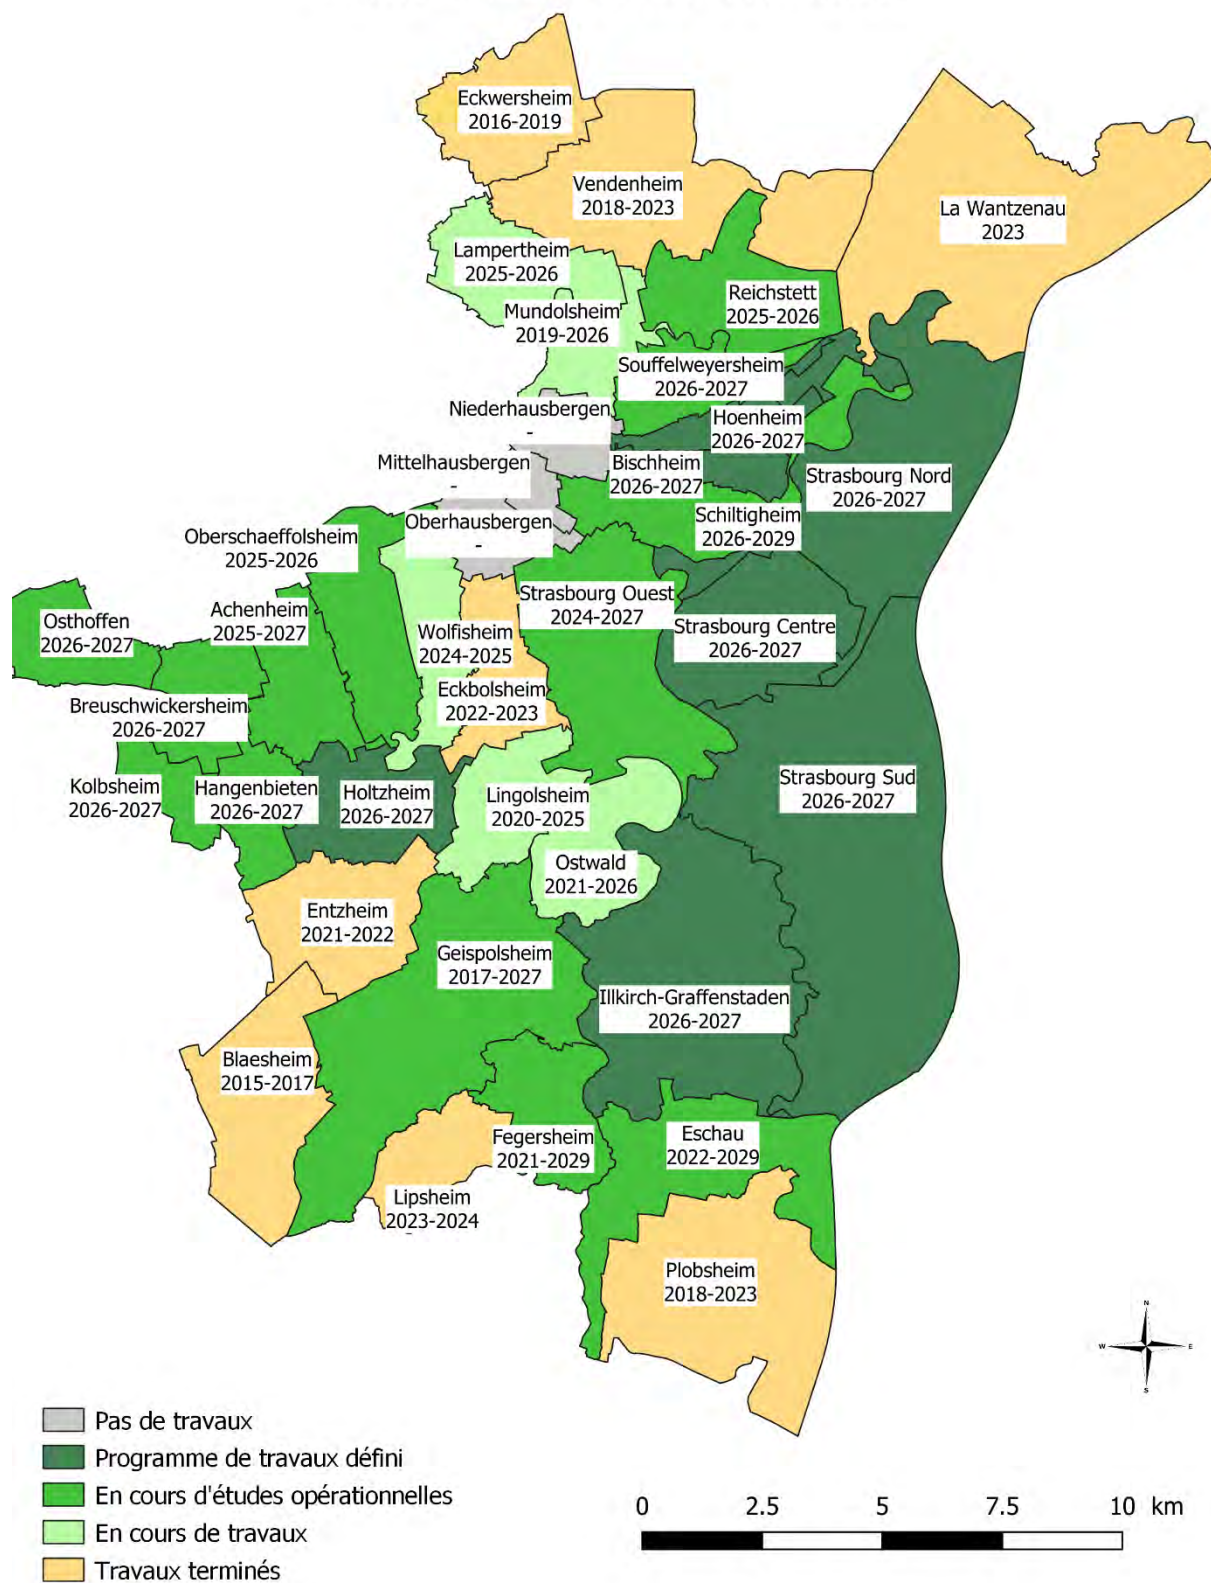 Eckwersheim
2016-2019
Vendenheim
2018-2023
La Wantzenau
2023
Lampertheim
2025-2026
Reichstett
2025-2026
Mundolsheim
2019-2026
Souffelweyersheim
2026-2027
Niederhausbergen
-
Hoenheim
2026-2027
Mittelhausbergen
-
Bischheim
2026-2027
Strasbourg Nord
2026-2027
Oberhausbergen
-
Schiltigheim
2026-2029
Oberschaeffolsheim
2025-2026
Strasbourg Ouest
2024-2027
Osthoffen
2026-2027
Achenheim
2025-2027
Wolfisheim
2024-2025
Strasbourg Centre
2026-2027
Eckbolsheim
2022-2023
Breuschwickersheim
2026-2027
Kolbsheim
2026-2027
Hangenbieten
2026-2027
Holtzheim
2026-2027
Lingolsheim
2020-2025
Strasbourg Sud
2026-2027
Ostwald
2021-2026
Entzheim
2021-2022
Geispolsheim
2017-2027
Illkirch-Graffenstaden
2026-2027
Blaesheim
2015-2017
Fegersheim
2021-2029
Eschau
2022-2029
Lipsheim
2023-2024
Plobsheim
2018-2023
N
W E
S
Pas de travaux
Programme de travaux défini
En cours d'études opérationnelles
En cours de travaux
Travaux terminés
0 2.5 5 7.5 10 km